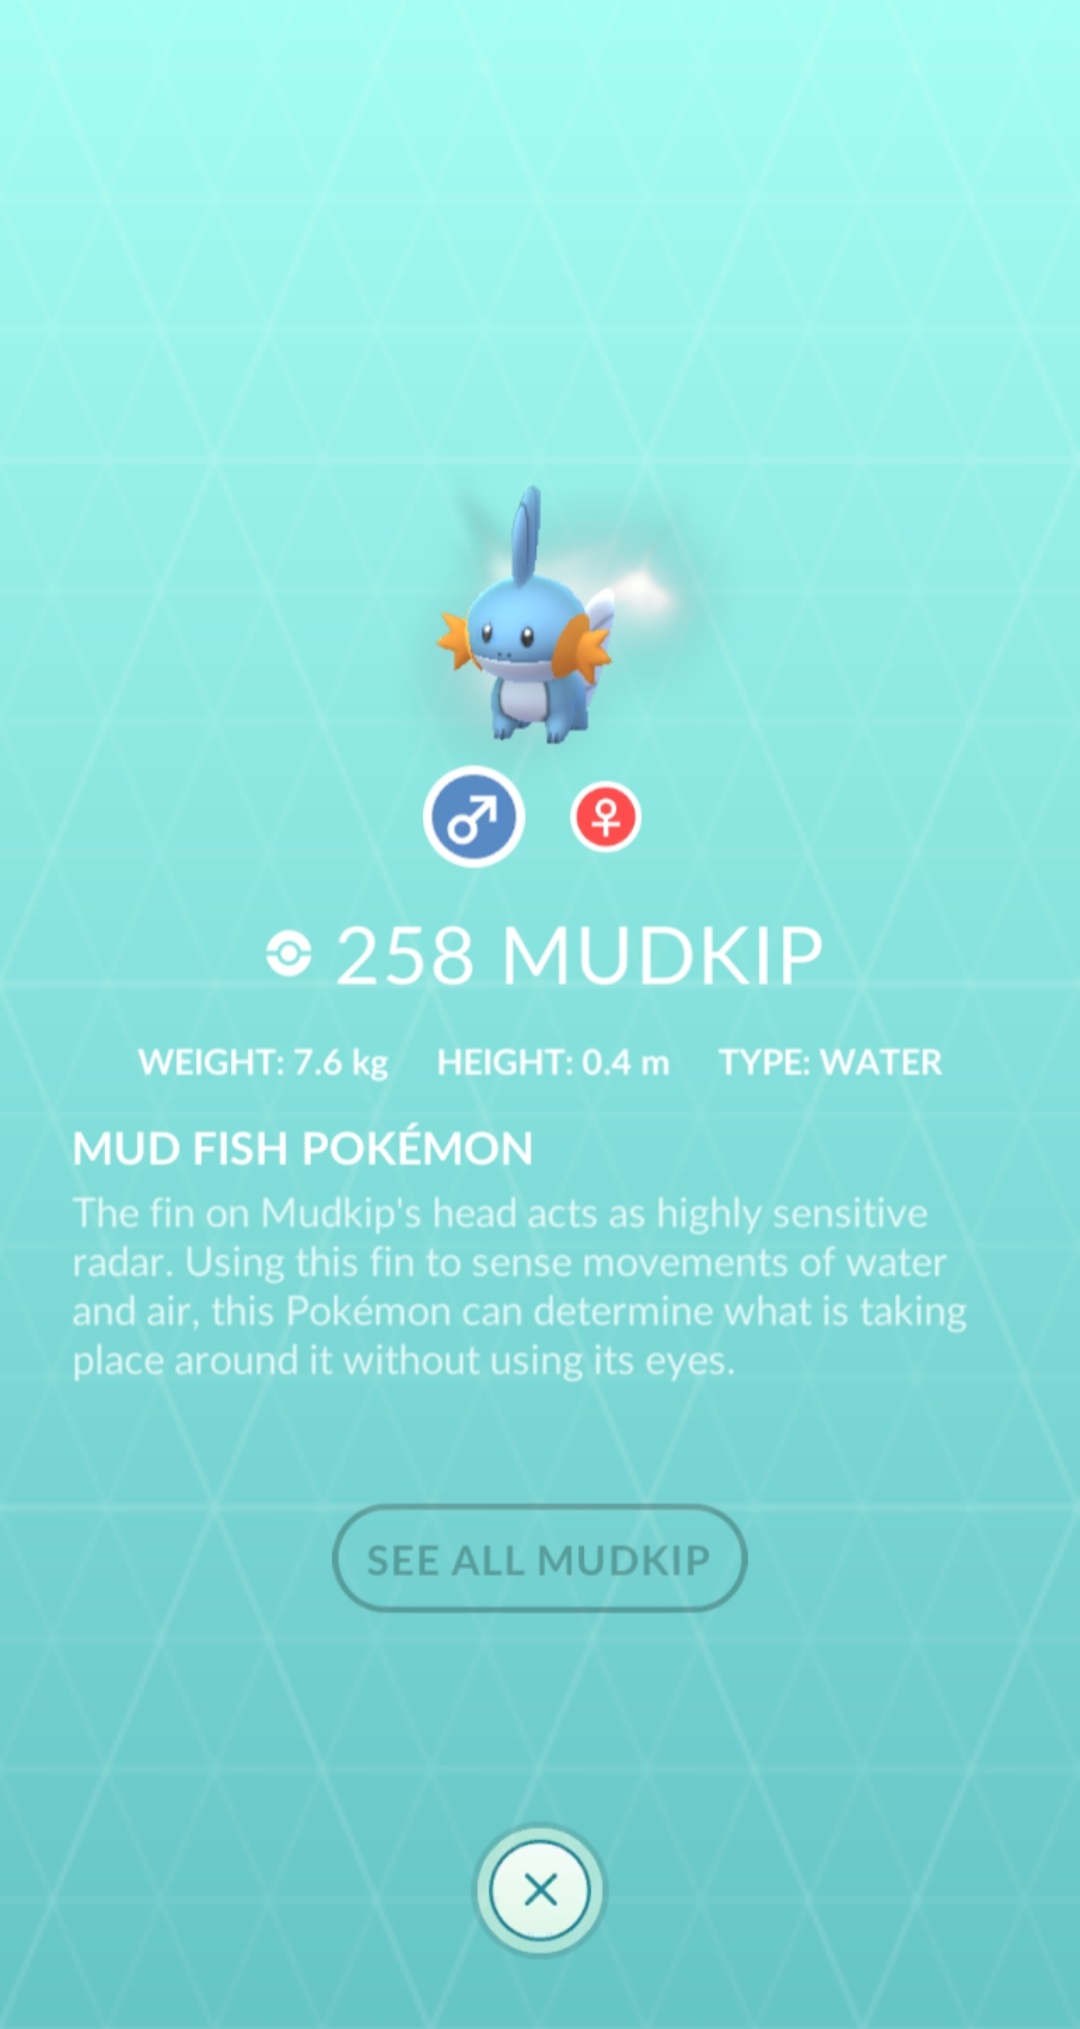 258 MUDKIP
WEIGHT: 7.6 kg HEIGHT: 0.4 m TYPE: WATER
MUD FISH POKÉMON
The fin on Mudkip's head acts as highly sensitive
radar. Using this fin to sense movements of water
and air, this Pokémon can determine what is taking
place around it without using its eyes.
SEE ALL MUDKIP